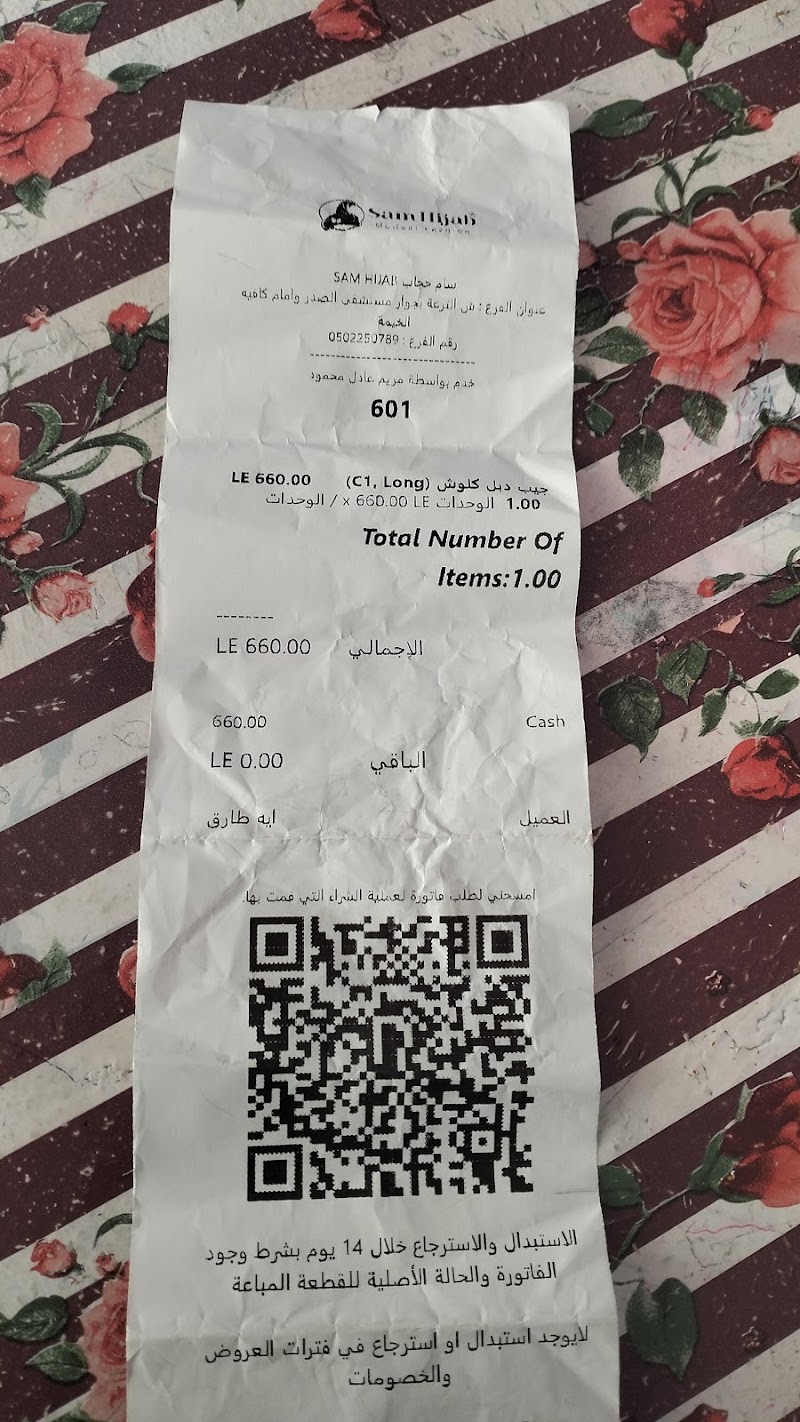 Sam Hijab
سام حجاب SAM HIJAB
عنوان الفرع : ش الترعة بجوار مستشفى الصدر وامام كافيه
الخيمة
رقم الفرع : 0502250789
--------------------------------
خدم بواسطة مريم عادل محمود
601
جيب دبل كلوش (C1, Long) LE 660.00
1.00 الوحدات x 660.00 LE / الوحدات
Total Number Of
Items:1.00
--------
الإجمالي LE 660.00
Cash 660.00
الباقي LE 0.00
العميل ايه طارق
امسحني لطلب فاتورة لعملية الشراء التي قمت بها.
الاستبدال والاسترجاع خلال 14 يوم بشرط وجود
الفاتورة والحالة الأصلية للقطعة المباعة
لايوجد استبدال او استرجاع في فترات العروض
والخصومات